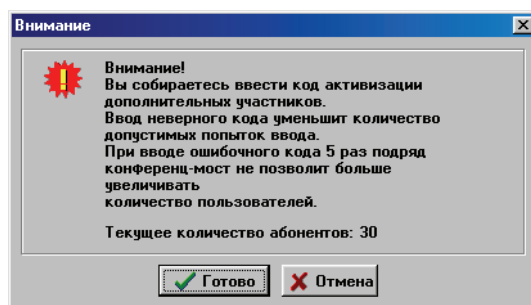 Внимание
Внимание!
Вы собираетесь ввести код активизации
дополнительных участников.
Ввод неверного кода уменьшит количество
допустимых попыток ввода.
При вводе ошибочного кода 5 раз подряд
конференц-мост не позволит больше
увеличивать
количество пользователей.
Текущее количество абонентов: 30
Готово
Отмена